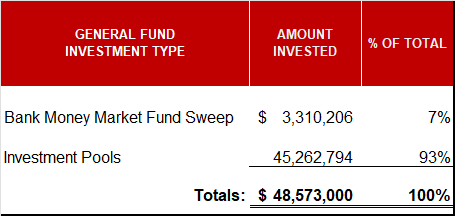 GENERAL FUND AMOUNT % OF TOTAL
INVESTMENT TYPE INVESTED
Bank Money Market Fund Sweep $ 3,310,206 7%
Investment Pools 45,262,794 93%
Totals: $ 48,573,000 100%